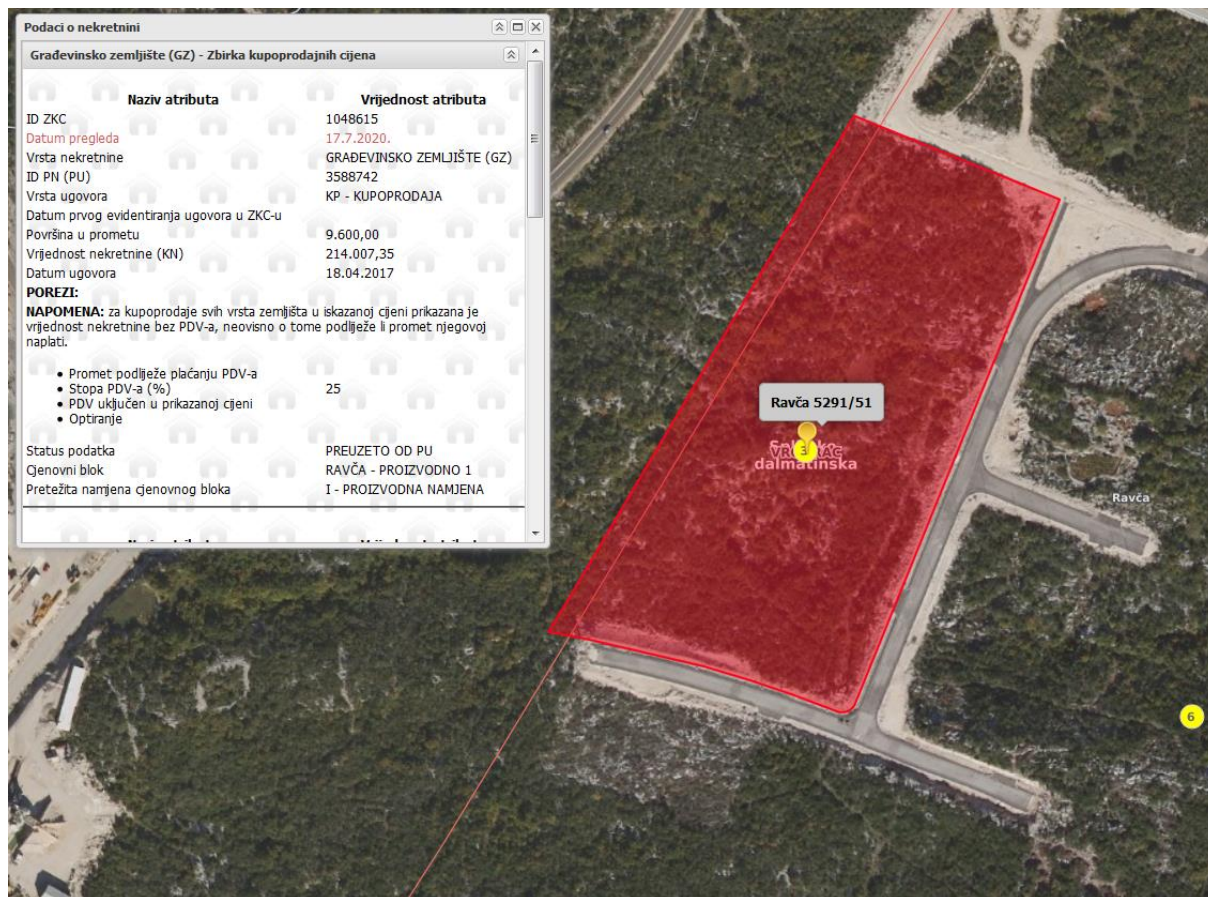 Podaci o nekretnini
Građevinsko zemljište (GZ) - Zbirka kupoprodajnih cijena
Naziv atributa Vrijednost atributa
ID ZKC 1048615
Datum pregleda 17.7.2020.
Vrsta nekretnine GRAĐEVINSKO ZEMLJIŠTE (GZ)
ID PN (PU) 3588742
Vrsta ugovora KP - KUPOPRODAJA
Datum prvog evidentiranja ugovora u ZKC-u
Površina u prometu 9.600,00
Vrijednost nekretnine (KN) 214.007,35
Datum ugovora 18.04.2017
POREZI:
NAPOMENA: za kupoprodaje svih vrsta zemljišta u iskazanoj cijeni prikazana je
vrijednost nekretnine bez PDV-a, neovisno o tome podliježe li promet njegovoj
naplati.
• Promet podliježe plaćanju PDV-a
• Stopa PDV-a (%) 25
• PDV uključen u prikazanoj cijeni
• Optiranje
Status podatka PREUZETO OD PU
Cjenovni blok RAVČA - PROIZVODNO 1
Pretežita namjena cjenovnog bloka I - PROIZVODNA NAMJENA
Ravča 5291/51
3
dalmatinska
Ravča
6